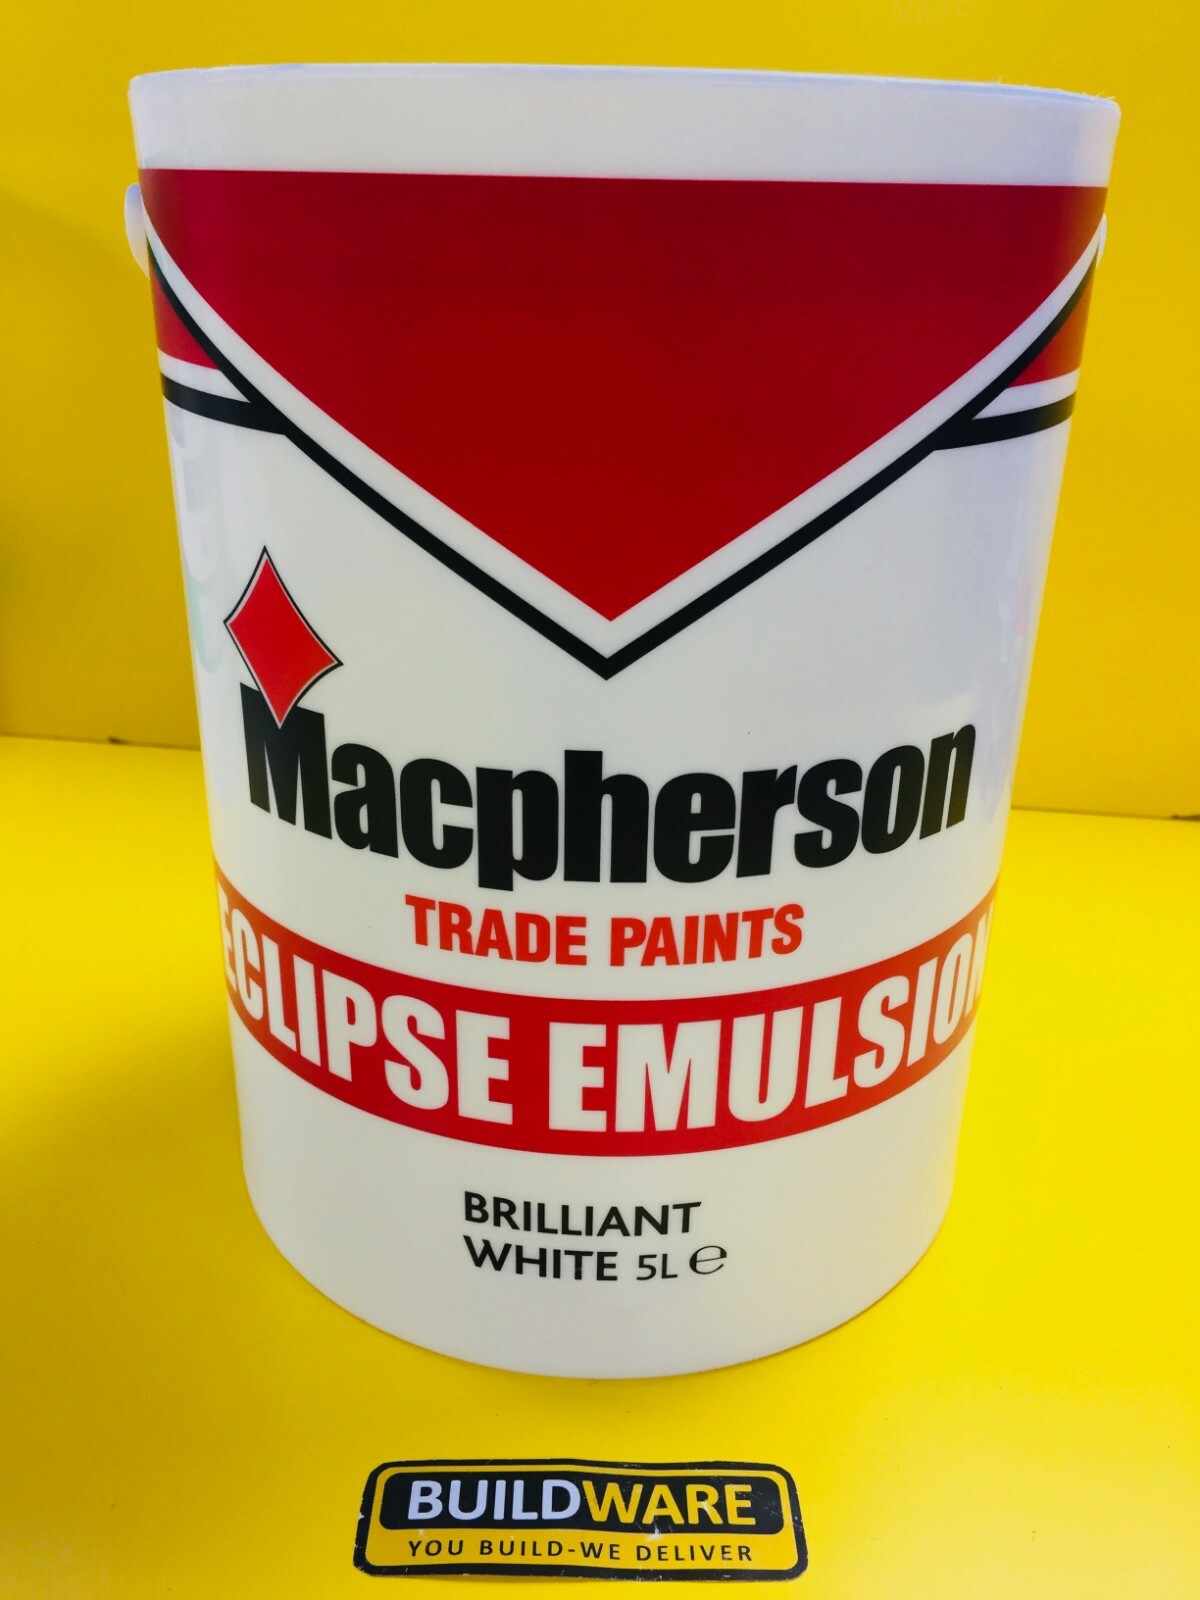 Macpherson
TRADE PAINTS
ECLIPSE EMULSION
BRILLIANT
WHITE 5L ℮
BUILDWARE
YOU BUILD-WE DELIVER